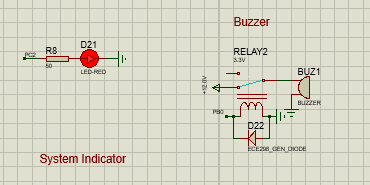 Buzzer
D21
R8
PC2
50
LED-RED
RELAY2
3.3V
+12.0V
BUZ1
BUZZER
PB0
D22
ECE298_GEN_DIODE
System Indicator